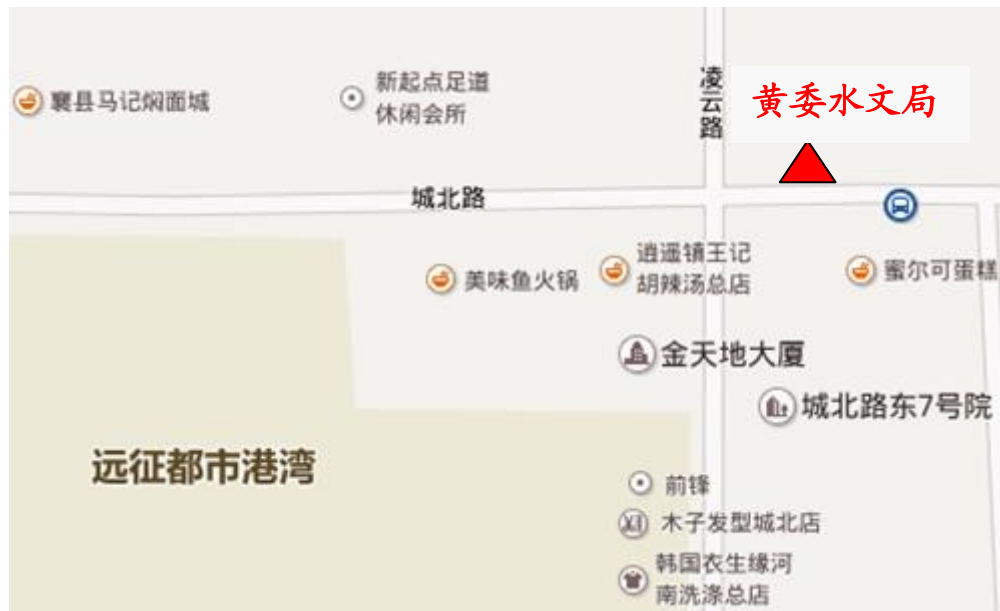 襄县马记焖面城
新起点足道
休闲会所
凌云路
黄委水文局
城北路
美味鱼火锅
逍遥镇王记
胡辣汤总店
蜜尔可蛋糕
金天地大厦
城北路东7号院
远征都市港湾
前锋
木子发型城北店
韩国衣生缘河
南洗涤总店